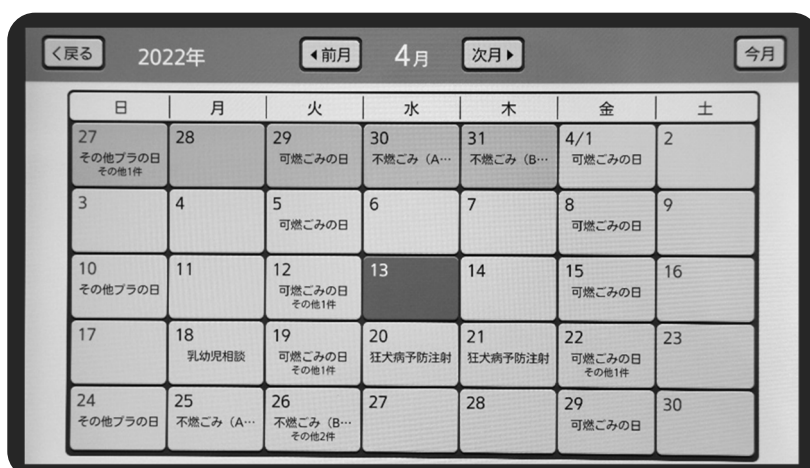 く戻る 2022年 ◀前月 4月 次月▶ 今月
日 月 火 水 木 金 土
27 28 29 30 31 4/1 2
その他プラの日 可燃ごみの日 不燃ごみ（A… 不燃ごみ（B… 可燃ごみの日
その他1件
3 4 5 6 7 8 9
可燃ごみの日 可燃ごみの日
10 11 12 13 14 15 16
その他プラの日 可燃ごみの日 可燃ごみの日
その他1件
17 18 19 20 21 22 23
乳幼児相談 可燃ごみの日 狂犬病予防注射 狂犬病予防注射 可燃ごみの日
その他1件 その他1件
24 25 26 27 28 29 30
その他プラの日 不燃ごみ（A… 不燃ごみ（B… 可燃ごみの日
その他2件